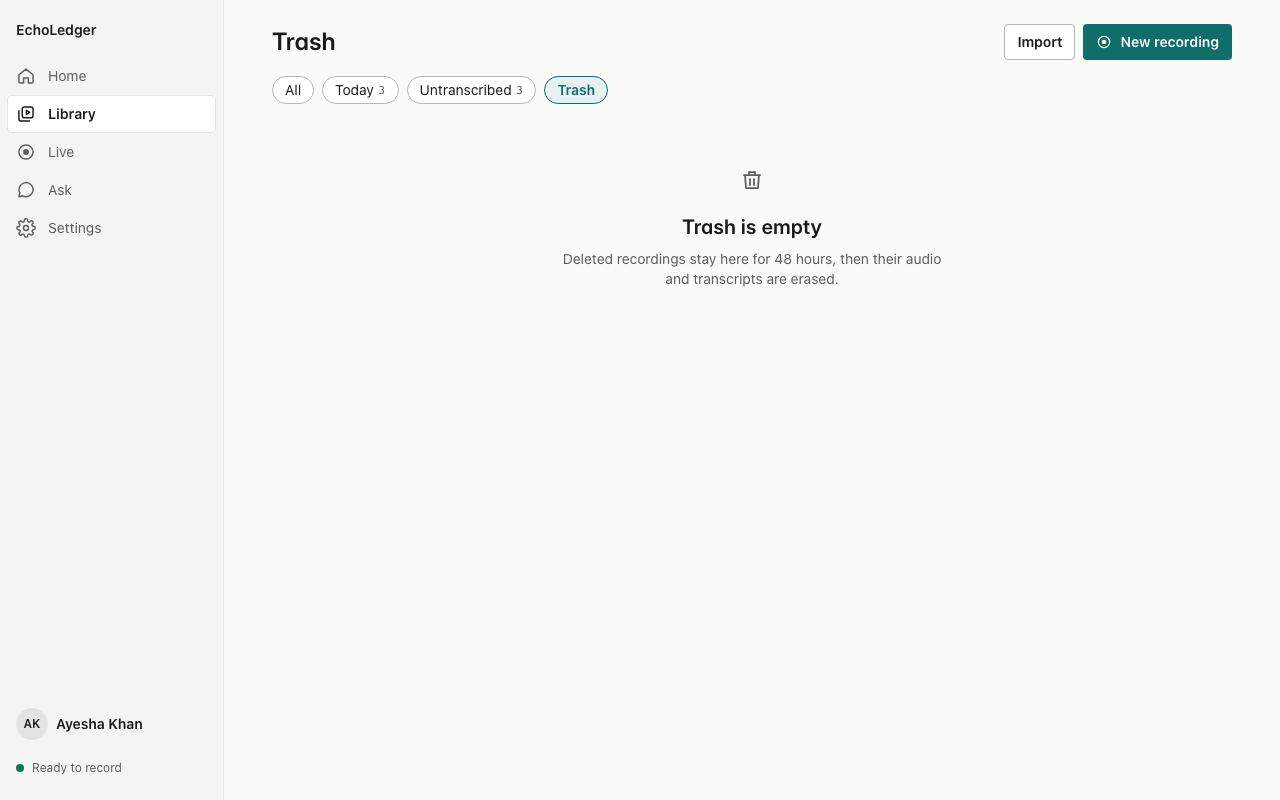 EchoLedger
Home
Library
Live
Ask
Settings
AK
Ayesha Khan
Ready to record
Trash
Import
New recording
All
Today 3
Untranscribed 3
Trash
Trash is empty
Deleted recordings stay here for 48 hours, then their audio
and transcripts are erased.